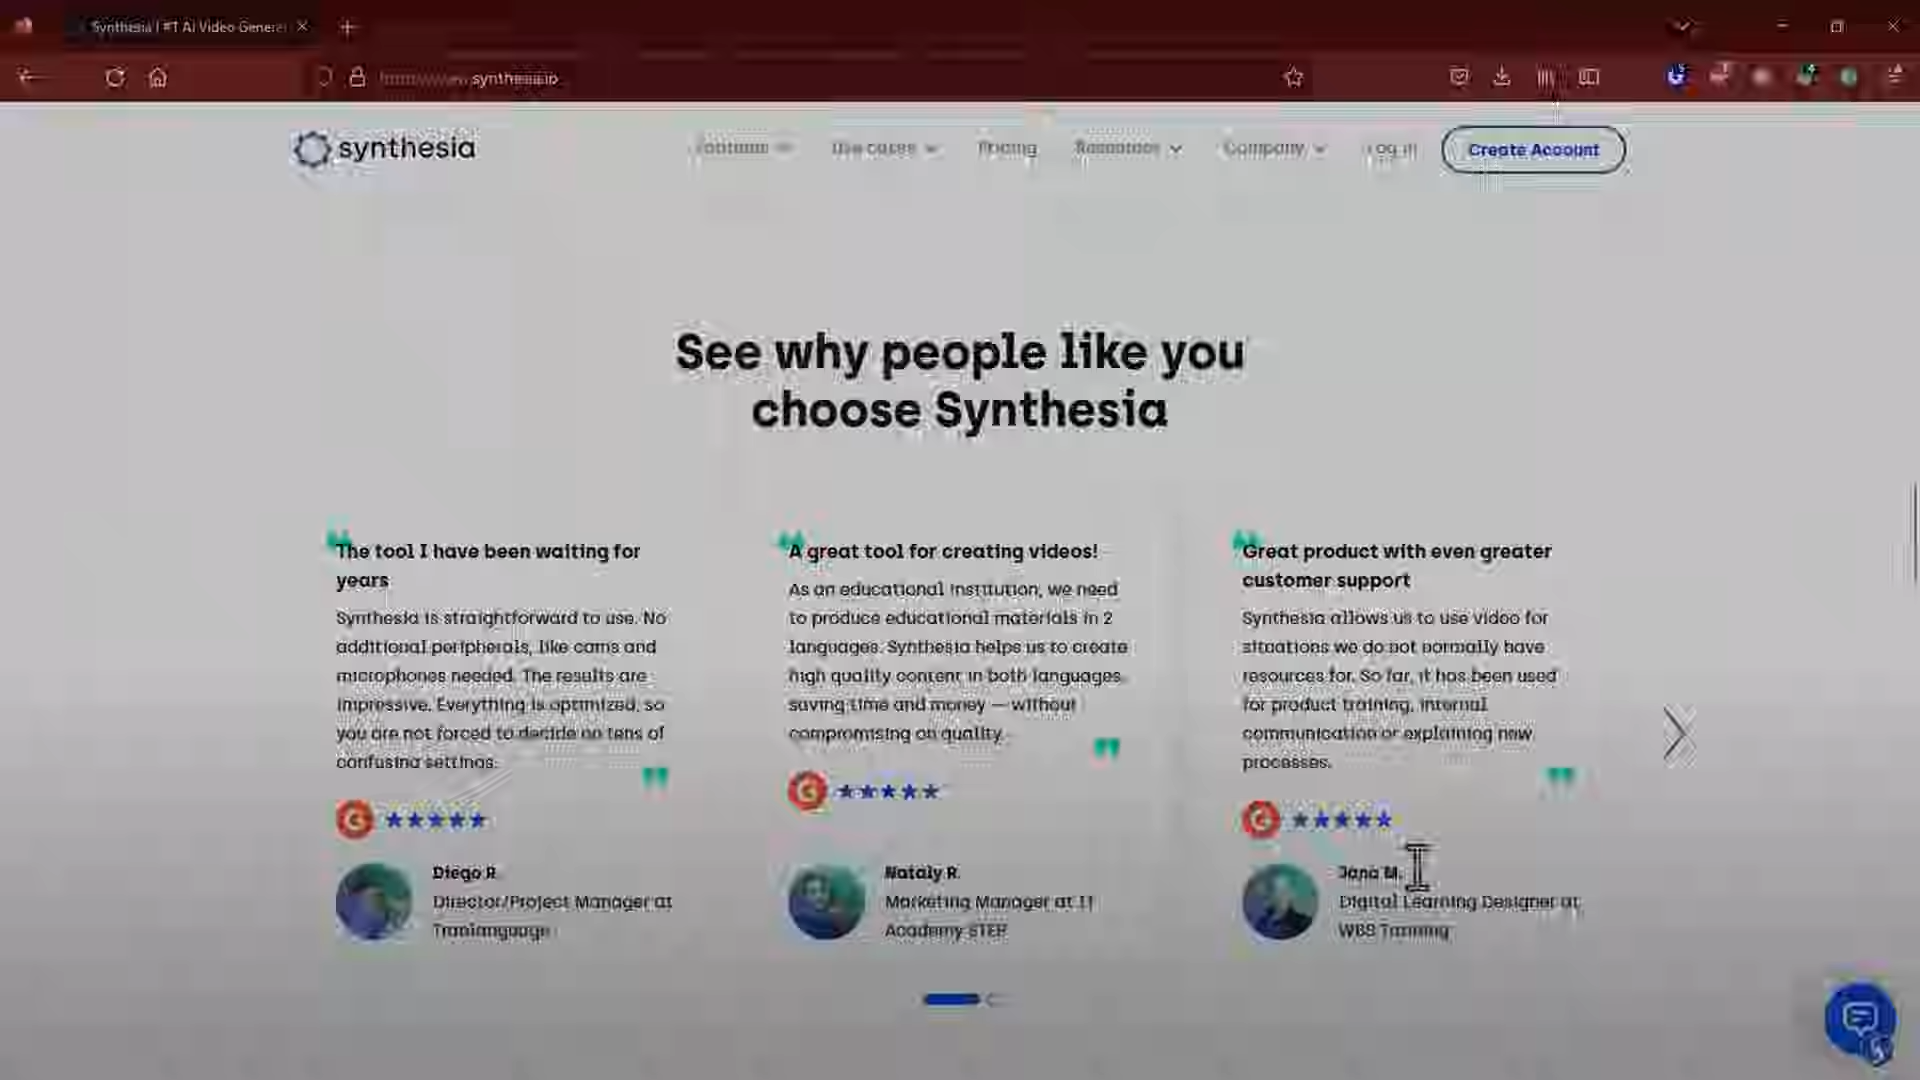 Synthesia | #1 AI Video Genera
synthesia.io
synthesia
Features
Use cases
Pricing
Resources
Company
Log in
Create Account
See why people like you
choose Synthesia
The tool I have been waiting for
years
Synthesia is straightforward to use. No
additional peripherals, like cams and
microphones needed. The results are
impressive. Everything is optimized, so
you are not forced to decide on tens of
confusing settings.
Diego R.
Director/Project Manager at
Translanguage
A great tool for creating videos!
As an educational institution, we need
to produce educational materials in 2
languages. Synthesia helps us to create
high quality content in both languages
saving time and money — without
compromising on quality.
Nataly R.
Marketing Manager at IT
Academy STEP
Great product with even greater
customer support
Synthesia allows us to use video for
situations we do not normally have
resources for. So far, it has been used
for product training, internal
communication or explaining new
processes.
Jana M.
Digital Learning Designer at
WBS Training